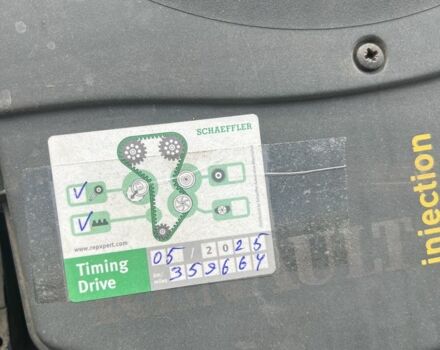 SCHAEFFLER
www.repxpert.com
Timing
Drive
05 / 2025
km/
miles 359664
injection